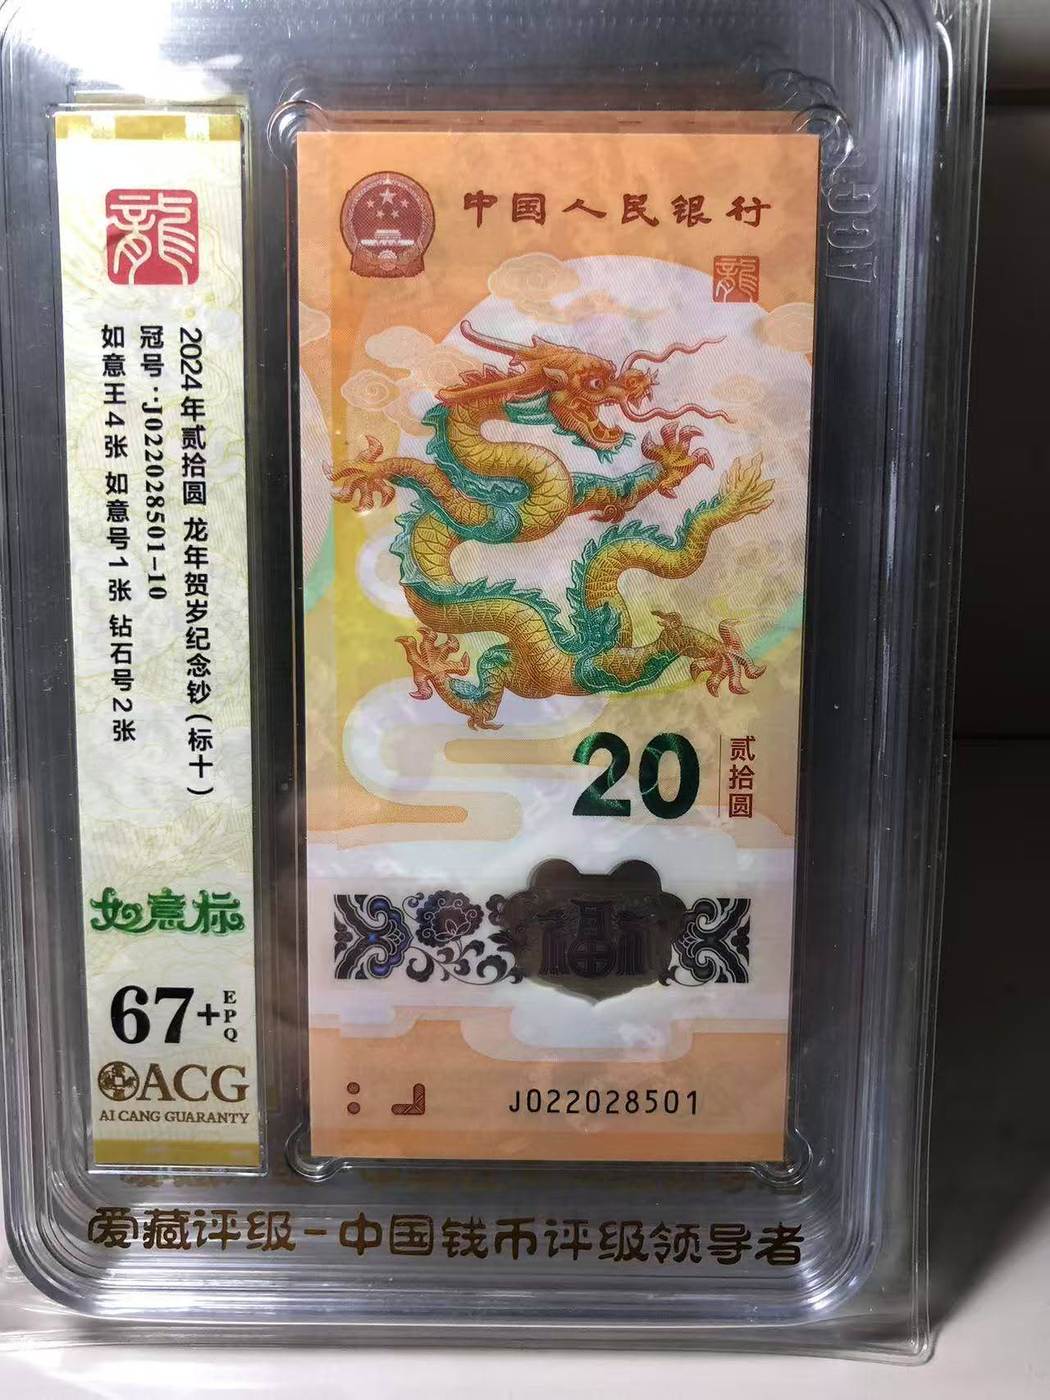 龍
2024年贰拾圆 龙年贺岁纪念钞(标十)
冠号:J022028501-10
如意王4张 如意号1张 钻石号2张
如意标
67+EPQ
ACG
AI CANG GUARANTY
中国人民银行
龍
20
贰拾圆
福
J022028501
ACG
爱藏评级-中国钱币评级领导者